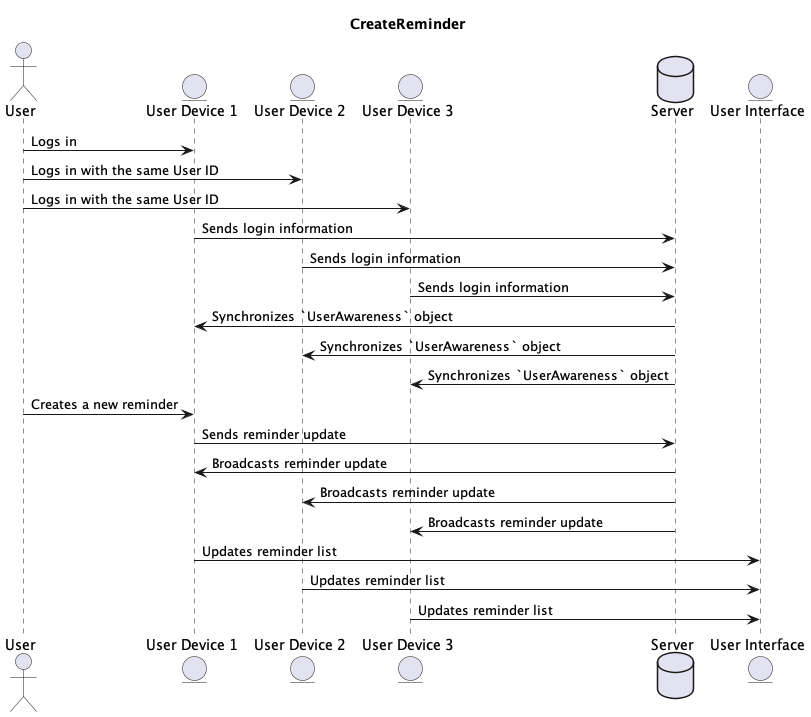 CreateReminder
User
User Device 1
User Device 2
User Device 3
Server
User Interface
Logs in
Logs in with the same User ID
Logs in with the same User ID
Sends login information
Sends login information
Sends login information
Synchronizes `UserAwareness` object
Synchronizes `UserAwareness` object
Synchronizes `UserAwareness` object
Creates a new reminder
Sends reminder update
Broadcasts reminder update
Broadcasts reminder update
Broadcasts reminder update
Updates reminder list
Updates reminder list
Updates reminder list
User
User Device 1
User Device 2
User Device 3
Server
User Interface